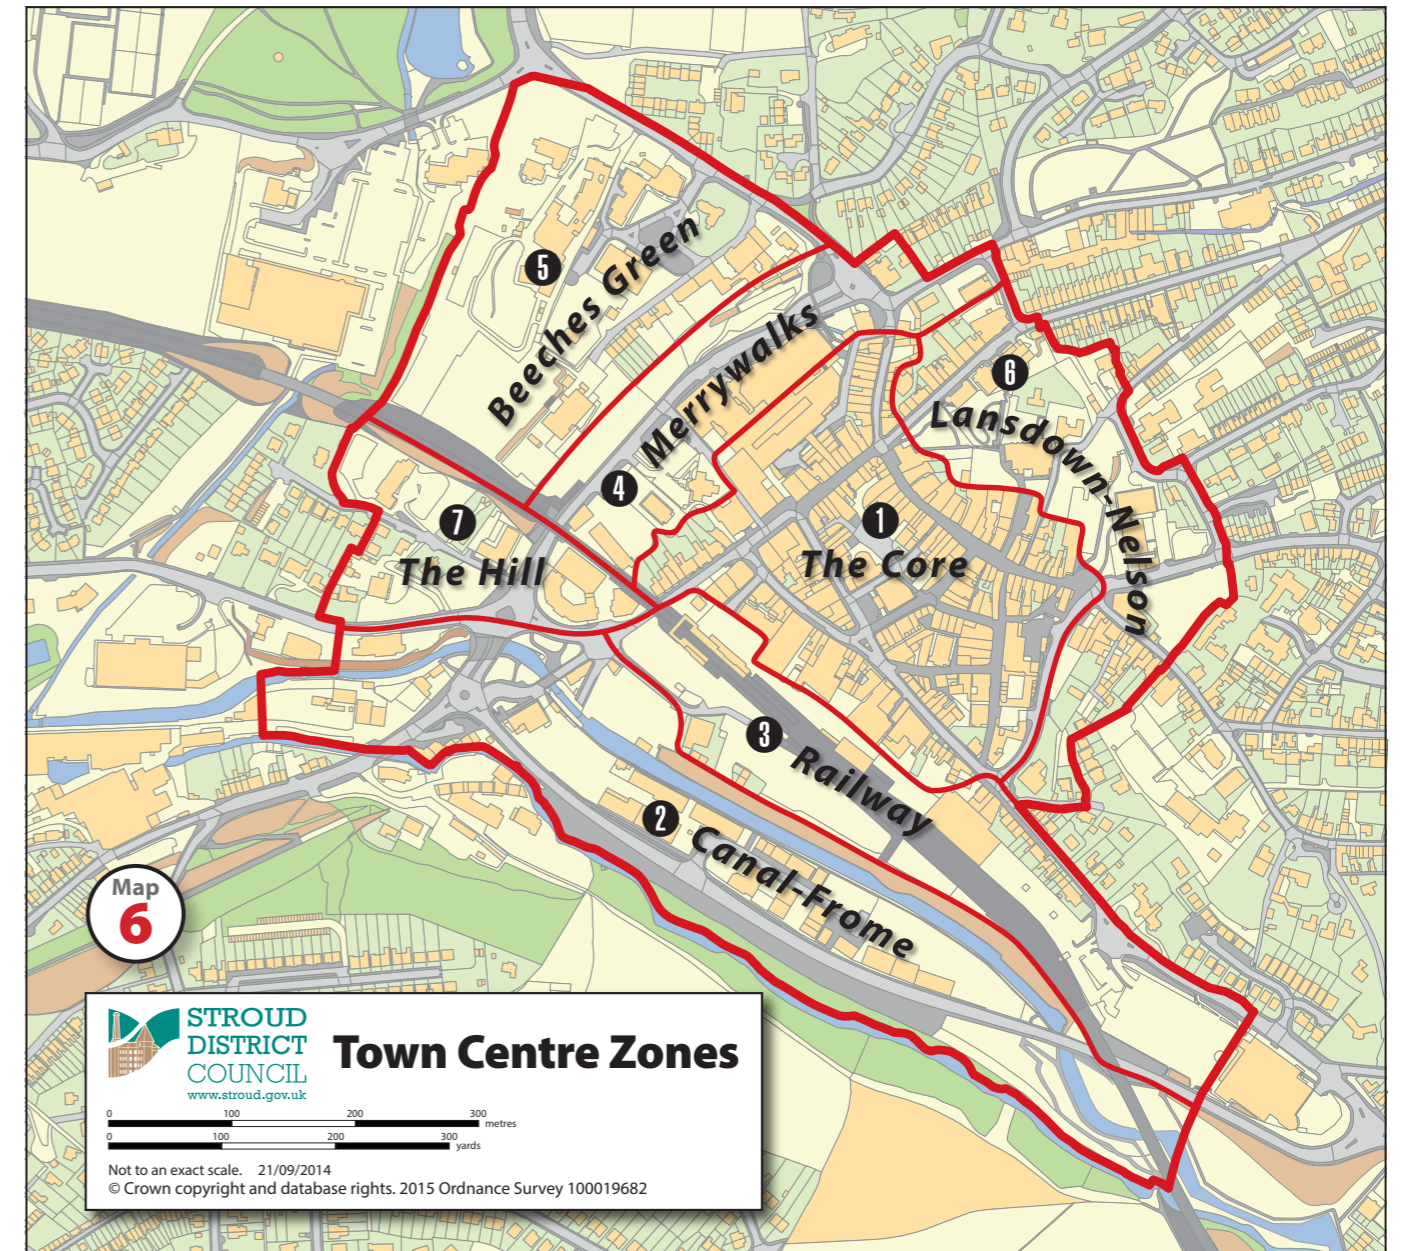 5
Beeches Green
4
Merrywalks
6
Lansdown-Nelson
7
The Hill
1
The Core
3
Railway
2
Canal-Frome
Map
6
STROUD
DISTRICT
COUNCIL
www.stroud.gov.uk
Town Centre Zones
0 100 200 300
metres
0 100 200 300
yards
Not to an exact scale. 21/09/2014
© Crown copyright and database rights. 2015 Ordnance Survey 100019682